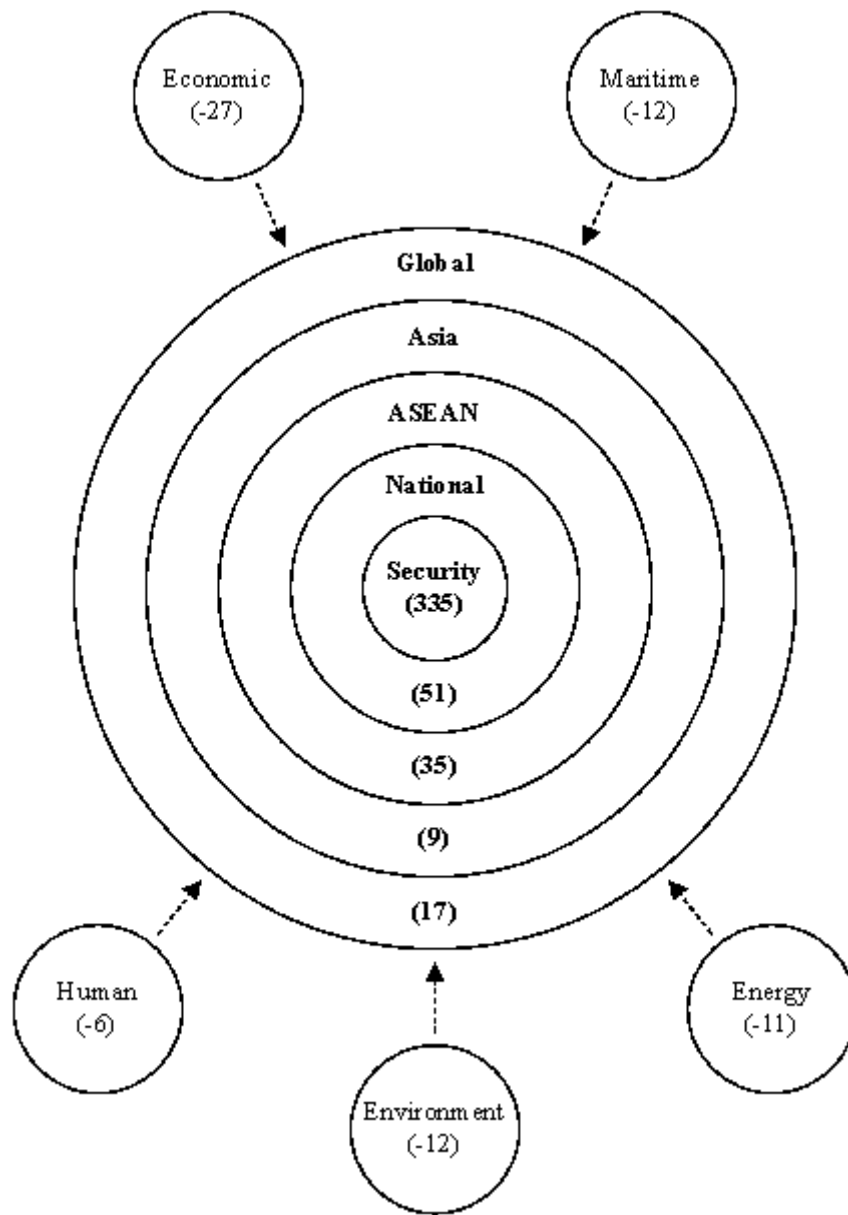 Economic
(-27)
Maritime
(-12)
Global
Asia
ASEAN
National
Security
(335)
(51)
(35)
(9)
(17)
Human
(-6)
Energy
(-11)
Environment
(-12)